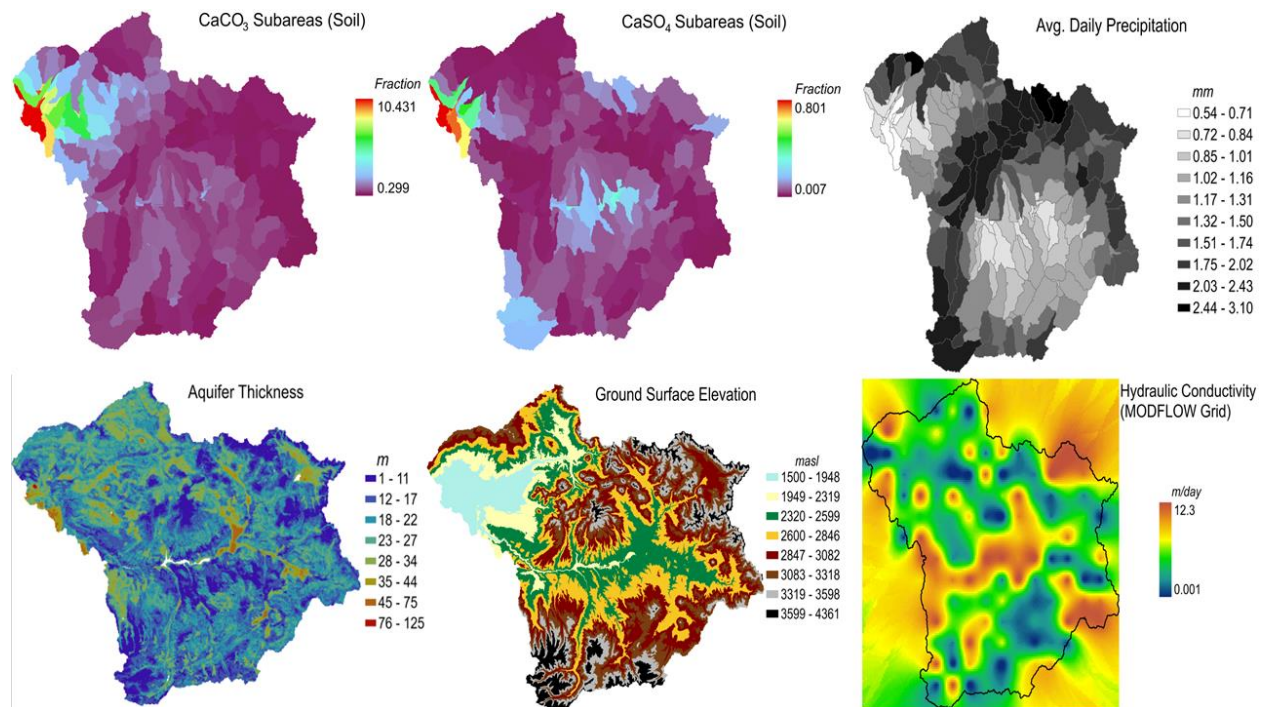 CaCO₃ Subareas (Soil)
Fraction
10.431
0.299
CaSO₄ Subareas (Soil)
Fraction
0.801
0.007
Avg. Daily Precipitation
mm
0.54 - 0.71
0.72 - 0.84
0.85 - 1.01
1.02 - 1.16
1.17 - 1.31
1.32 - 1.50
1.51 - 1.74
1.75 - 2.02
2.03 - 2.43
2.44 - 3.10
Aquifer Thickness
m
1 - 11
12 - 17
18 - 22
23 - 27
28 - 34
35 - 44
45 - 75
76 - 125
Ground Surface Elevation
masl
1500 - 1948
1949 - 2319
2320 - 2599
2600 - 2846
2847 - 3082
3083 - 3318
3319 - 3598
3599 - 4361
Hydraulic Conductivity
(MODFLOW Grid)
m/day
12.3
0.001